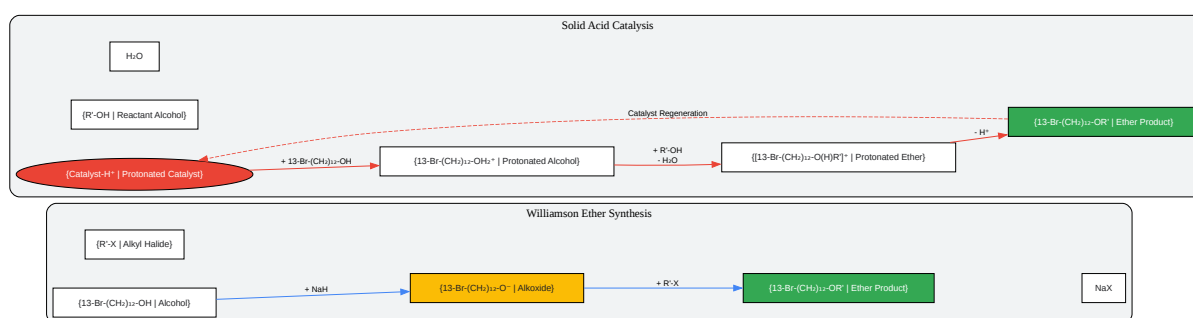 Solid Acid Catalysis
H₂O
{R'-OH | Reactant Alcohol}
Catalyst Regeneration
{13-Br-(CH₂)₁₂-OR' | Ether Product}
{Catalyst-H⁺ | Protonated Catalyst}
+ 13-Br-(CH₂)₁₂-OH
{13-Br-(CH₂)₁₂-OH₂⁺ | Protonated Alcohol}
+ R'-OH
- H₂O
{[13-Br-(CH₂)₁₂-O(H)R']⁺ | Protonated Ether}
- H⁺
Williamson Ether Synthesis
{R'-X | Alkyl Halide}
{13-Br-(CH₂)₁₂-OH | Alcohol}
+ NaH
{13-Br-(CH₂)₁₂-O⁻ | Alkoxide}
+ R'-X
{13-Br-(CH₂)₁₂-OR' | Ether Product}
NaX